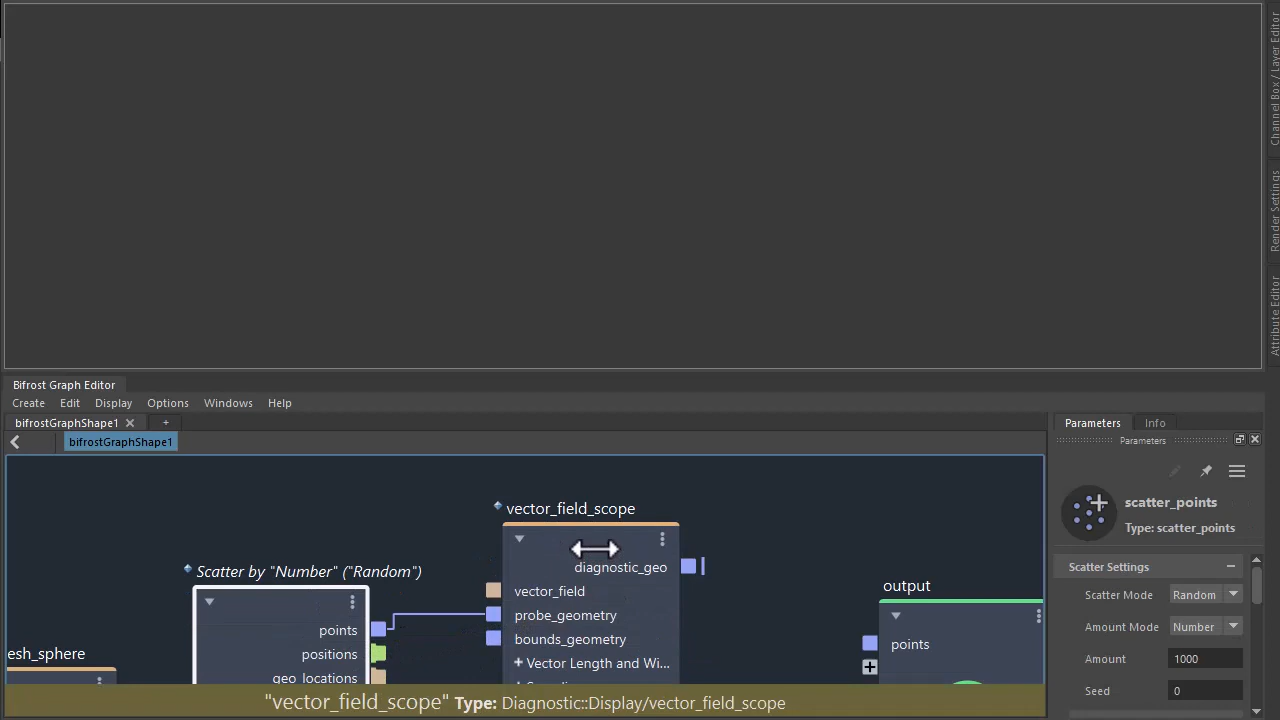 Channel Box / Layer Editor
Render Settings
Attribute Editor
Bifrost Graph Editor
Create Edit Display Options Windows Help
bifrostGraphShape1
bifrostGraphShape1
Parameters Info
Parameters
scatter_points
Type: scatter_points
Scatter Settings
Scatter Mode Random
Amount Mode Number
Amount 1000
Seed 0
vector_field_scope
diagnostic_geo
vector_field
probe_geometry
bounds_geometry
Vector Length and Wi...
Scatter by "Number" ("Random")
points
positions
geo_locations
esh_sphere
output
points
"vector_field_scope" Type: Diagnostic::Display/vector_field_scope